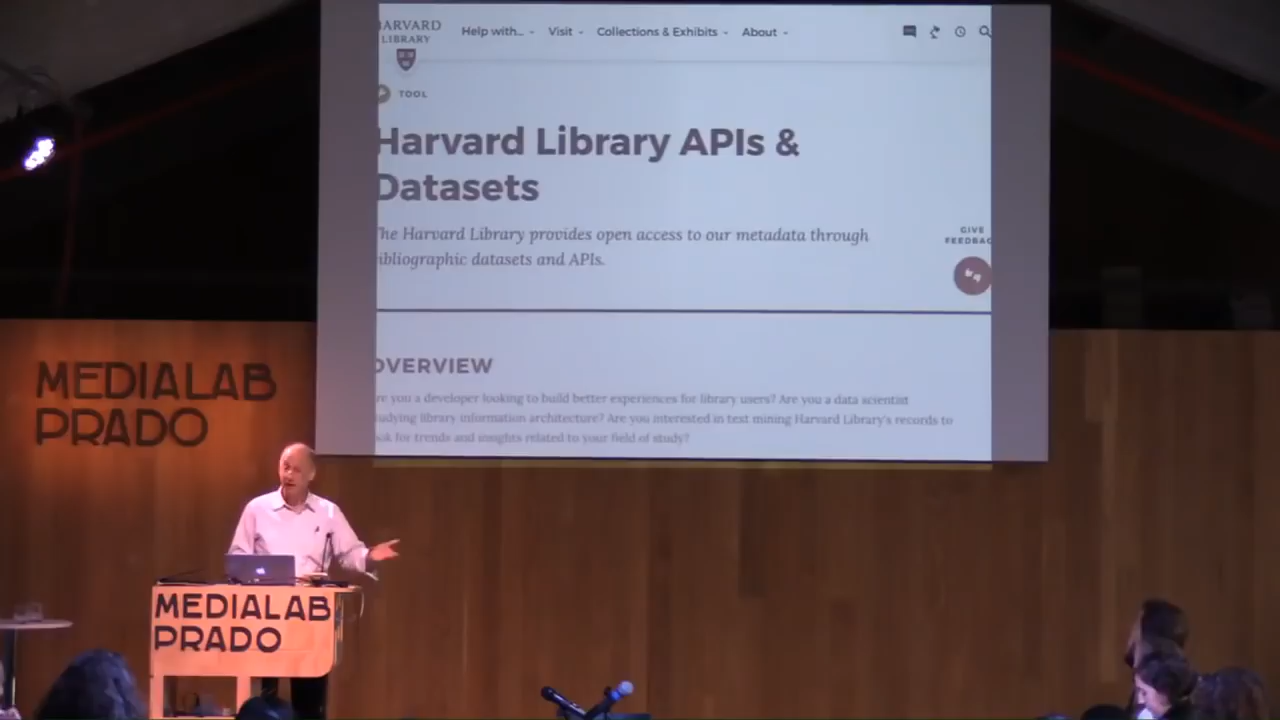 HARVARD
LIBRARY
Help with... Visit Collections & Exhibits About
TOOL
Harvard Library APIs &
Datasets
The Harvard Library provides open access to our metadata through
bibliographic datasets and APIs.
GIVE
FEEDBAC
OVERVIEW
re you a developer looking to build better experiences for library users? Are you a data scientist
udying library information architecture? Are you interested in text mining Harvard Library's records to
ok for trends and insights related to your field of study?
MEDIALAB
PRADO
MEDIALAB
PRADO